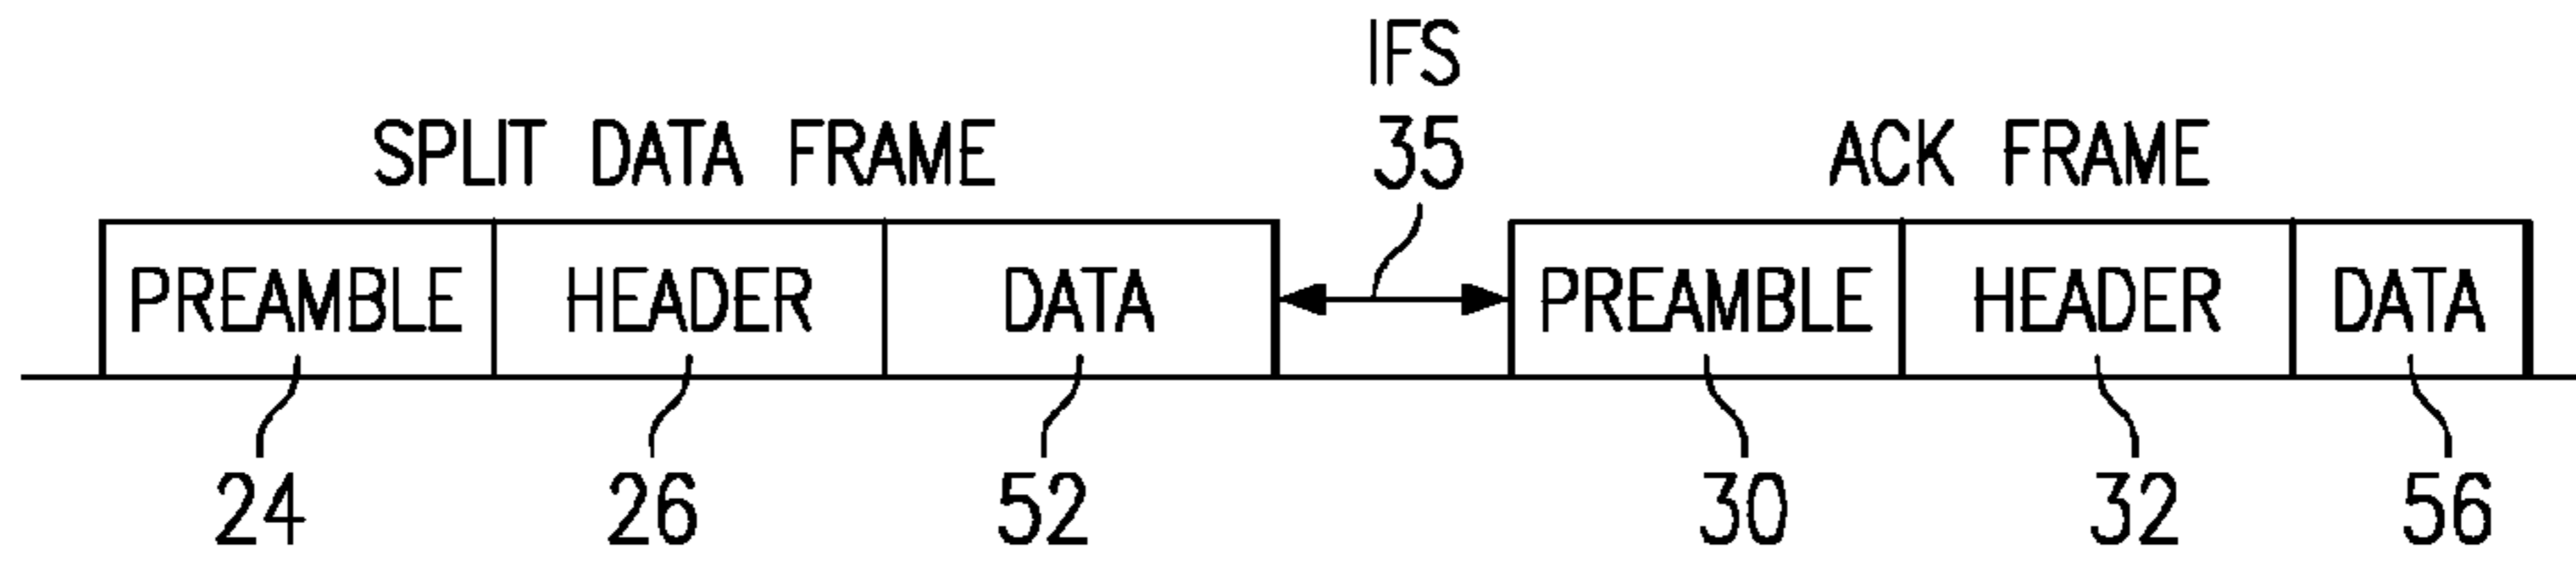 IFS
35
SPLIT DATA FRAME
ACK FRAME
PREAMBLE HEADER DATA PREAMBLE HEADER DATA
24 26 52 30 32 56